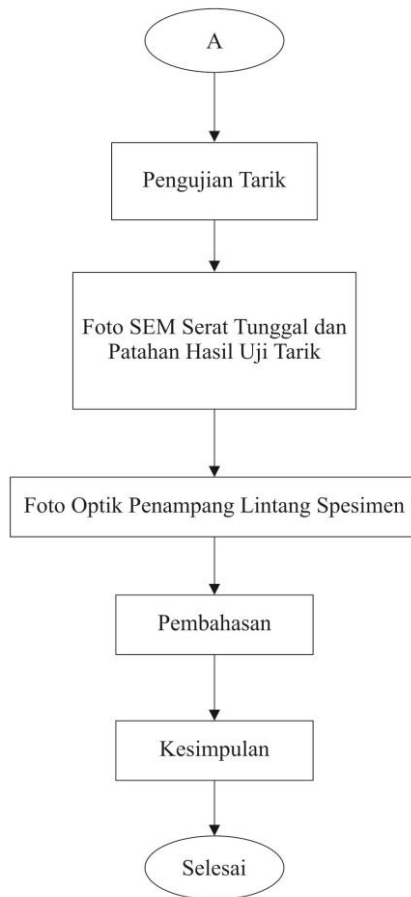 A
Pengujian Tarik
Foto SEM Serat Tunggal dan
Patahan Hasil Uji Tarik
Foto Optik Penampang Lintang Spesimen
Pembahasan
Kesimpulan
Selesai